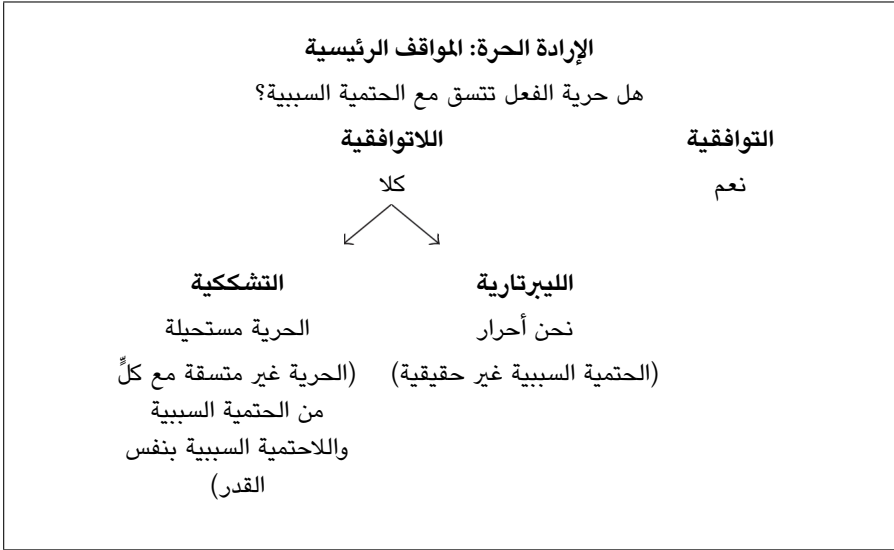 الإرادة الحرة: المواقف الرئيسية
هل حرية الفعل تتسق مع الحتمية السببية؟
التوافقية
اللاتوافقية
نعم
كلا
الليبرتارية
التشككية
نحن أحرار
الحرية مستحيلة
(الحتمية السببية غير حقيقية)
(الحرية غير متسقة مع كلٍّ
من الحتمية السببية
واللاحتمية السببية بنفس
القدر)